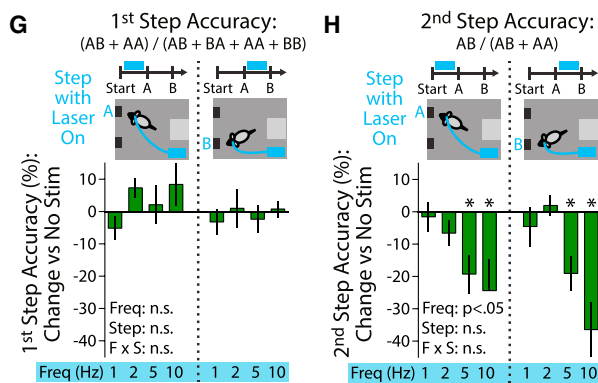 G
1st Step Accuracy:
(AB + AA) / (AB + BA + AA + BB)
Step with Laser On
Start A B
Start A B
A
B
1st Step Accuracy (%):
Change vs No Stim
10
0
-10
-20
-30
-40
Freq: n.s.
Step: n.s.
F x S: n.s.
Freq (Hz) 1 2 5 10 1 2 5 10
H
2nd Step Accuracy:
AB / (AB + AA)
Step with Laser On
Start A B
Start A B
A
B
2nd Step Accuracy (%):
Change vs No Stim
10
0
-10
-20
-30
-40
* * * *
Freq: p<.05
Step: n.s.
F x S: n.s.
Freq (Hz) 1 2 5 10 1 2 5 10